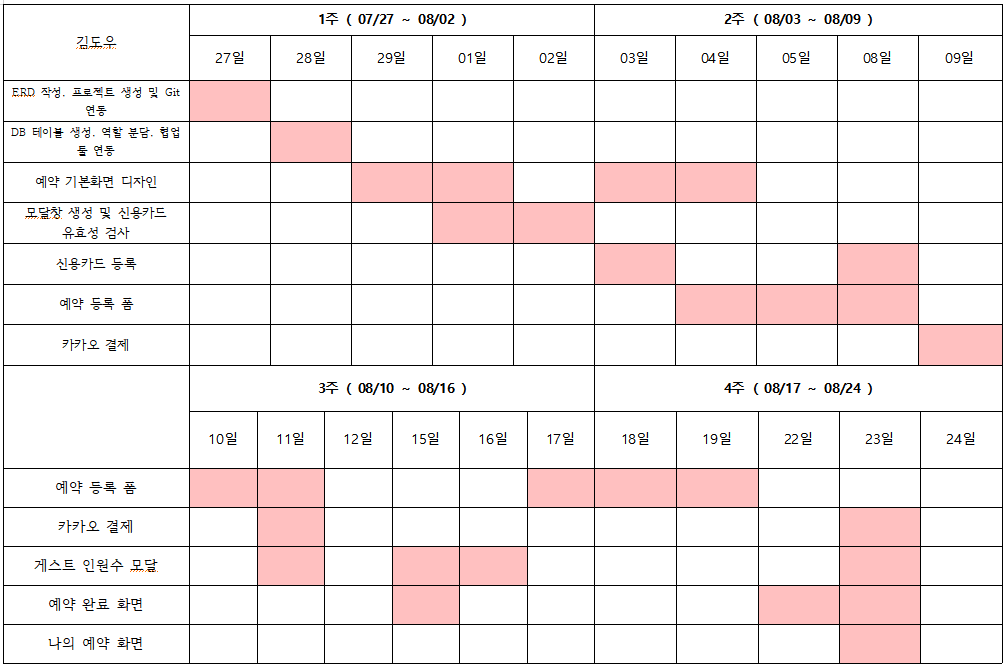 김도우
1주 ( 07/27 ~ 08/02 )
2주 ( 08/03 ~ 08/09 )
27일 28일 29일 01일 02일 03일 04일 05일 08일 09일
ERD 작성, 프로젝트 생성 및 Git
연동
DB 테이블 생성, 역할 분담, 협업
툴 연동
예약 기본화면 디자인
모달창 생성 및 신용카드
유효성 검사
신용카드 등록
예약 등록 폼
카카오 결제
3주 ( 08/10 ~ 08/16 )
4주 ( 08/17 ~ 08/24 )
10일 11일 12일 15일 16일 17일 18일 19일 22일 23일 24일
예약 등록 폼
카카오 결제
게스트 인원수 모달
예약 완료 화면
나의 예약 화면